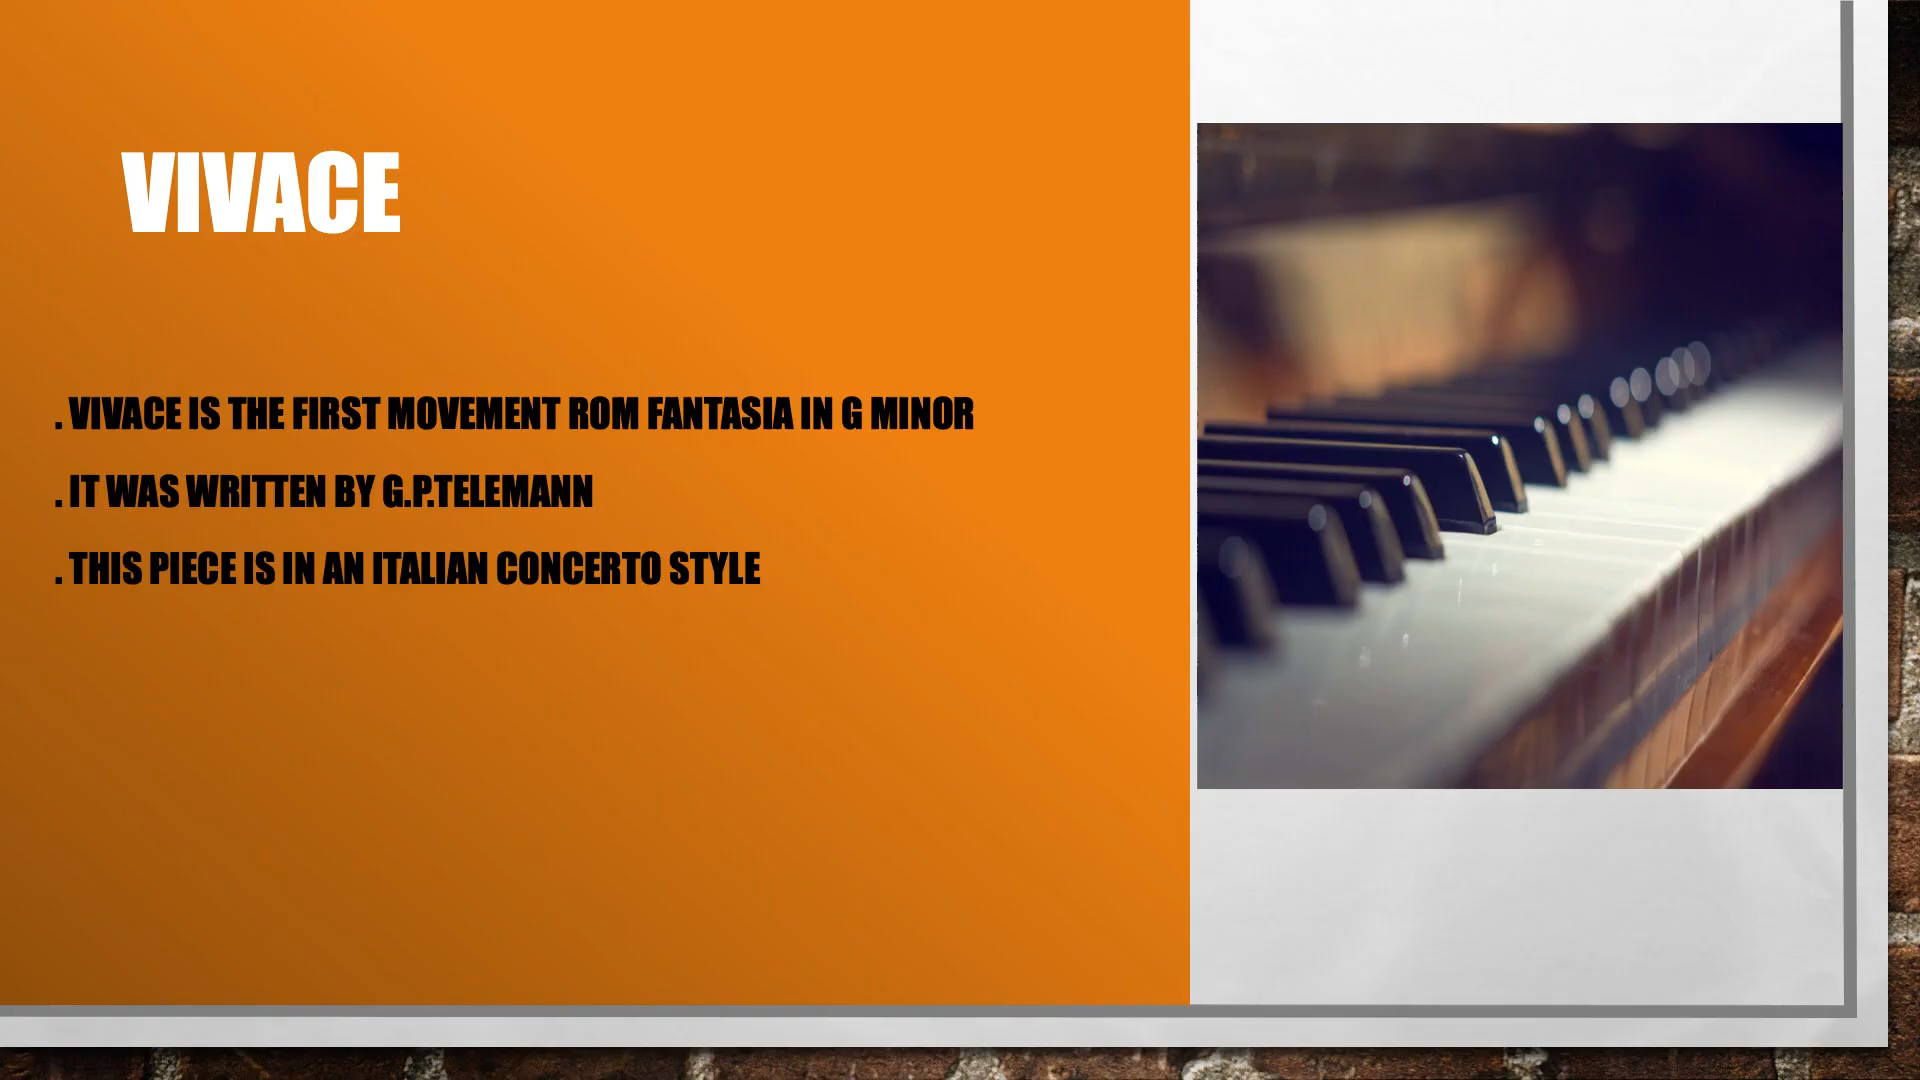 VIVACE
. VIVACE IS THE FIRST MOVEMENT ROM FANTASIA IN G MINOR
. IT WAS WRITTEN BY G.P.TELEMANN
. THIS PIECE IS IN AN ITALIAN CONCERTO STYLE